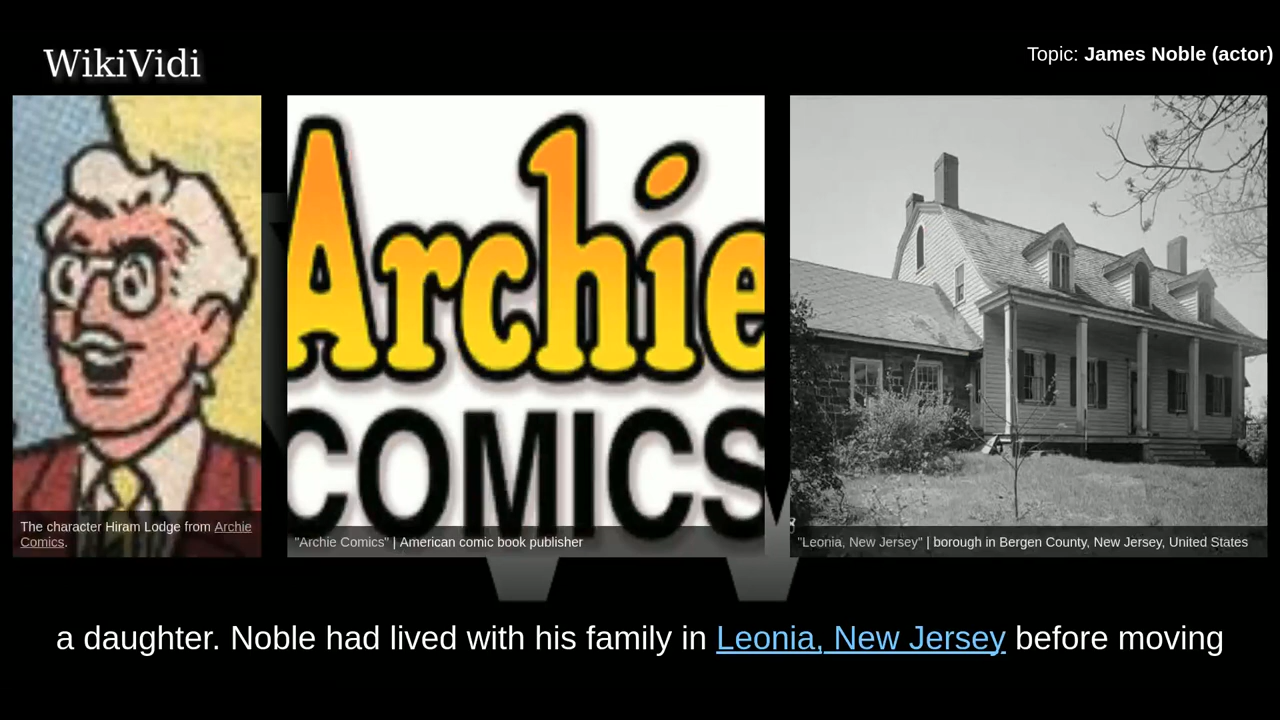 WikiVidi
Topic: James Noble (actor)
Archie
COMICS
The character Hiram Lodge from Archie
Comics.
"Archie Comics" | American comic book publisher
"Leonia, New Jersey" | borough in Bergen County, New Jersey, United States
a daughter. Noble had lived with his family in Leonia, New Jersey before moving